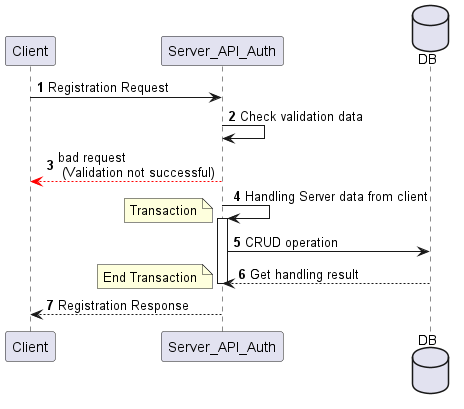 DB
Client
Server_API_Auth
1 Registration Request
2 Check validation data
3 bad request
(Validation not successful)
4 Handling Server data from client
Transaction
5 CRUD operation
End Transaction
6 Get handling result
7 Registration Response
Client
Server_API_Auth
DB